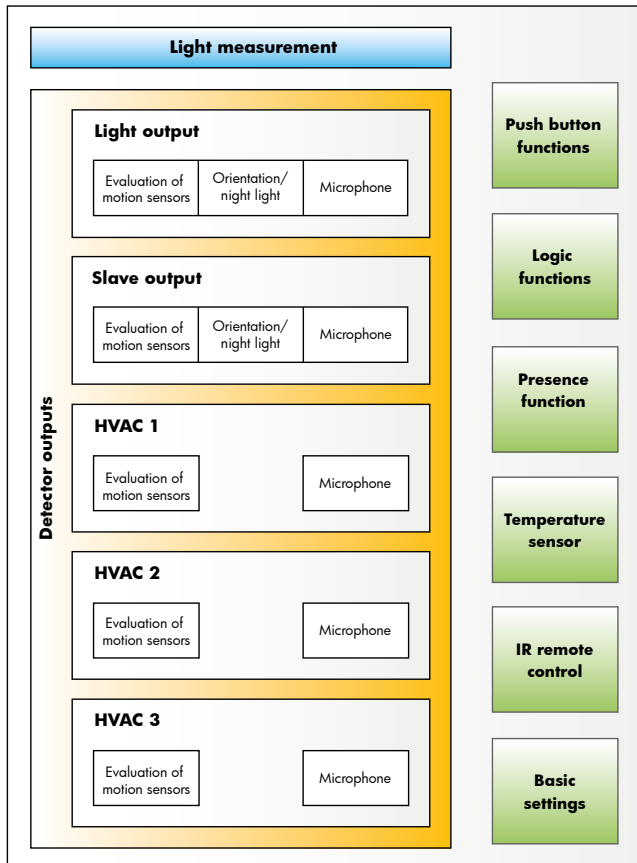 Light measurement
Detector outputs
Light output
Evaluation of
motion sensors
Orientation/
night light
Microphone
Slave output
Evaluation of
motion sensors
Orientation/
night light
Microphone
HVAC 1
Evaluation of
motion sensors
Microphone
HVAC 2
Evaluation of
motion sensors
Microphone
HVAC 3
Evaluation of
motion sensors
Microphone
Push button
functions
Logic
functions
Presence
function
Temperature
sensor
IR remote
control
Basic
settings